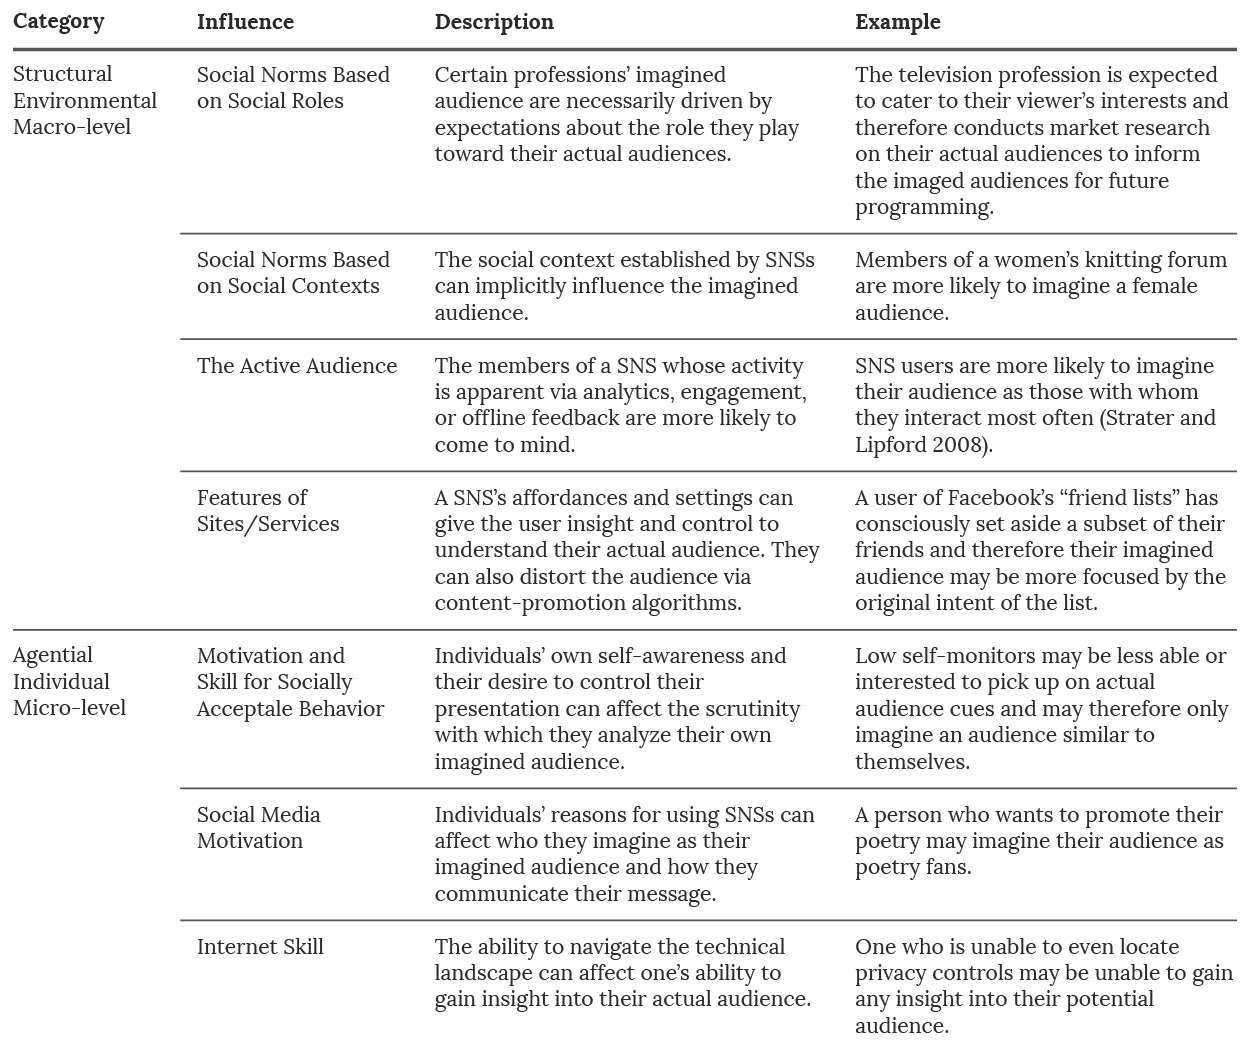 Category Influence Description Example
Structural
Environmental
Macro-level
Social Norms Based
on Social Roles
Certain professions’ imagined
audience are necessarily driven by
expectations about the role they play
toward their actual audiences.
The television profession is expected
to cater to their viewer’s interests and
therefore conducts market research
on their actual audiences to inform
the imaged audiences for future
programming.
Social Norms Based
on Social Contexts
The social context established by SNSs
can implicitly influence the imagined
audience.
Members of a women’s knitting forum
are more likely to imagine a female
audience.
The Active Audience
The members of a SNS whose activity
is apparent via analytics, engagement,
or offline feedback are more likely to
come to mind.
SNS users are more likely to imagine
their audience as those with whom
they interact most often (Strater and
Lipford 2008).
Features of
Sites/Services
A SNS’s affordances and settings can
give the user insight and control to
understand their actual audience. They
can also distort the audience via
content-promotion algorithms.
A user of Facebook’s “friend lists” has
consciously set aside a subset of their
friends and therefore their imagined
audience may be more focused by the
original intent of the list.
Agential
Individual
Micro-level
Motivation and
Skill for Socially
Acceptale Behavior
Individuals’ own self-awareness and
their desire to control their
presentation can affect the scrutinity
with which they analyze their own
imagined audience.
Low self-monitors may be less able or
interested to pick up on actual
audience cues and may therefore only
imagine an audience similar to
themselves.
Social Media
Motivation
Individuals’ reasons for using SNSs can
affect who they imagine as their
imagined audience and how they
communicate their message.
A person who wants to promote their
poetry may imagine their audience as
poetry fans.
Internet Skill
The ability to navigate the technical
landscape can affect one’s ability to
gain insight into their actual audience.
One who is unable to even locate
privacy controls may be unable to gain
any insight into their potential
audience.